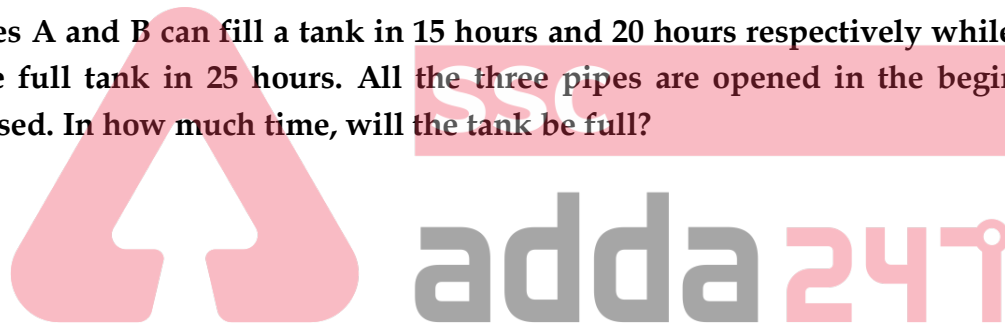 es A and B can fill a tank in 15 hours and 20 hours respectively while
e full tank in 25 hours. All the three pipes are opened in the begin
sed. In how much time, will the tank be full?
SSC
adda 247